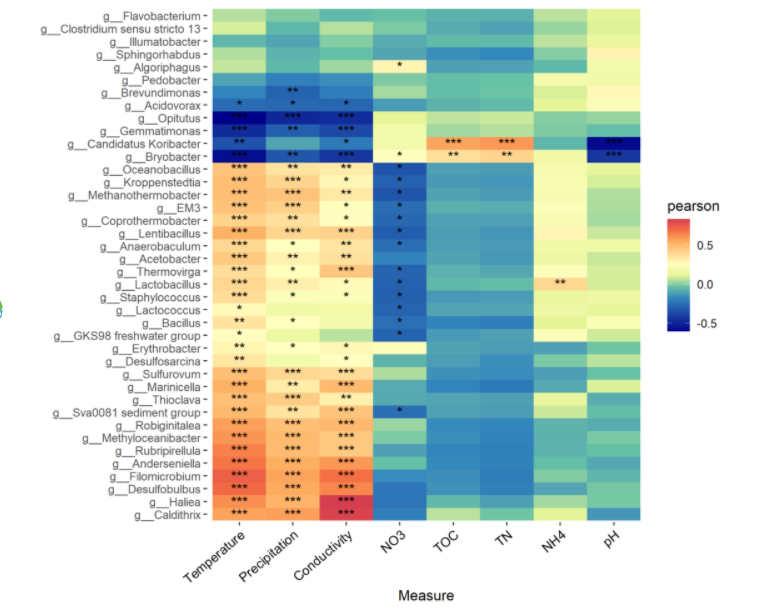 g__Flavobacterium
g__Clostridium sensu stricto 13
g__Illumatobacter
g__Sphingorhabdus
g__Algoriphagus *
g__Pedobacter
g__Brevundimonas **
g__Acidovorax * * *
g__Opitutus *** *** ***
g__Gemmatimonas *** ** ***
g__Candidatus Koribacter ** * *** *** ***
g__Bryobacter *** ** *** * ** ** ***
g__Oceanobacillus *** ** ** *
g__Kroppenstedtia *** *** * *
g__Methanothermobacter *** *** ** *
g__EM3 *** *** * *
g__Coprothermobacter *** ** * *
g__Lentibacillus *** *** *** *
g__Anaerobaculum *** * ** *
g__Acetobacter *** ** **
g__Thermovirga *** * *** *
g__Lactobacillus *** ** * * **
g__Staphylococcus *** * * *
g__Lactococcus * *
g__Bacillus ** * *
g__GKS98 freshwater group * *
g__Erythrobacter ** * *
g__Desulfosarcina ** *
g__Sulfurovum *** *** ***
g__Marinicella *** ** ***
g__Thioclava *** *** **
g__Sva0081 sediment group *** ** *** *
g__Robiginitalea *** *** ***
g__Methyloceanibacter *** *** ***
g__Rubripirellula *** *** ***
g__Anderseniella *** *** ***
g__Filomicrobium *** *** ***
g__Desulfobulbus *** *** ***
g__Haliea *** *** ***
g__Caldithrix *** *** ***
Temperature Precipitation Conductivity NO3 TOC TN NH4 pH
Measure
pearson
0.5
0.0
-0.5